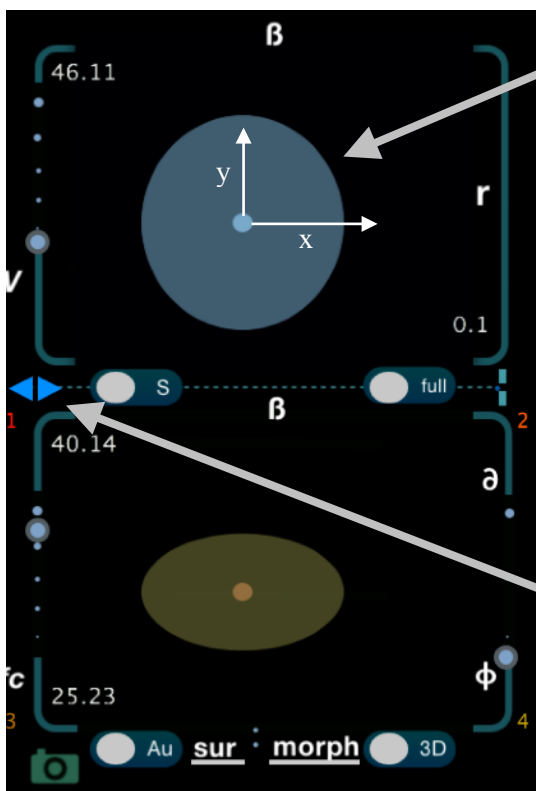 ß
46.11
y
x
r
0.1
V
S
full
ß
1
2
40.14
∂
fc
25.23
ϕ
3
4
Au
sur
morph
3D